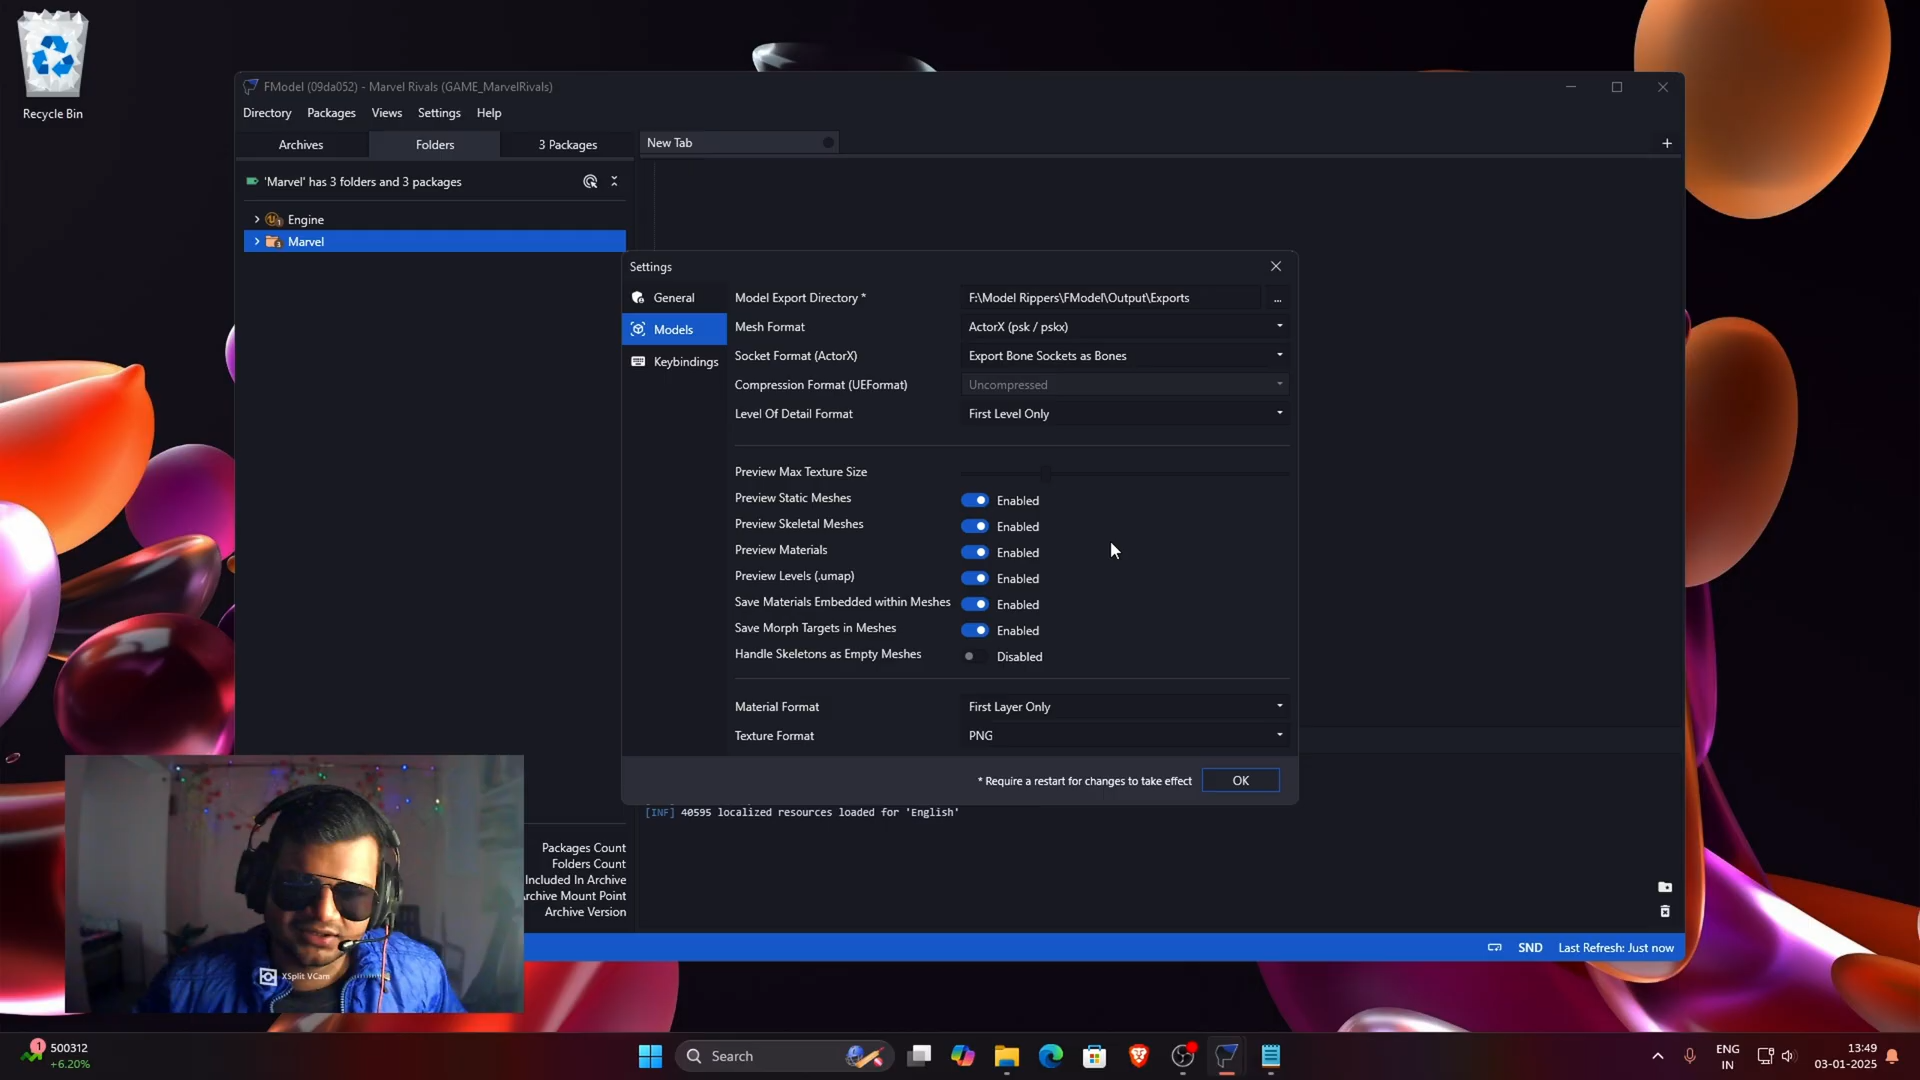 Recycle Bin
FModel (09da052) - Marvel Rivals (GAME_MarvelRivals)
Directory Packages Views Settings Help
Archives Folders 3 Packages New Tab
'Marvel' has 3 folders and 3 packages
Engine
Marvel
Settings
General
Models
Keybindings
Model Export Directory * F:\Model Rippers\FModel\Output\Exports ...
Mesh Format ActorX (psk / pskx)
Socket Format (ActorX) Export Bone Sockets as Bones
Compression Format (UEFormat) Uncompressed
Level Of Detail Format First Level Only
Preview Max Texture Size
Preview Static Meshes Enabled
Preview Skeletal Meshes Enabled
Preview Materials Enabled
Preview Levels (.umap) Enabled
Save Materials Embedded within Meshes Enabled
Save Morph Targets in Meshes Enabled
Handle Skeletons as Empty Meshes Disabled
Material Format First Layer Only
Texture Format PNG
* Require a restart for changes to take effect OK
[INF] 40595 localized resources loaded for 'English'
Packages Count
Folders Count
Included In Archive
rchive Mount Point
Archive Version
XSplit VCam
SND Last Refresh: Just now
1
500312
+6.20%
Search
ENG
IN
13:49
03-01-2025